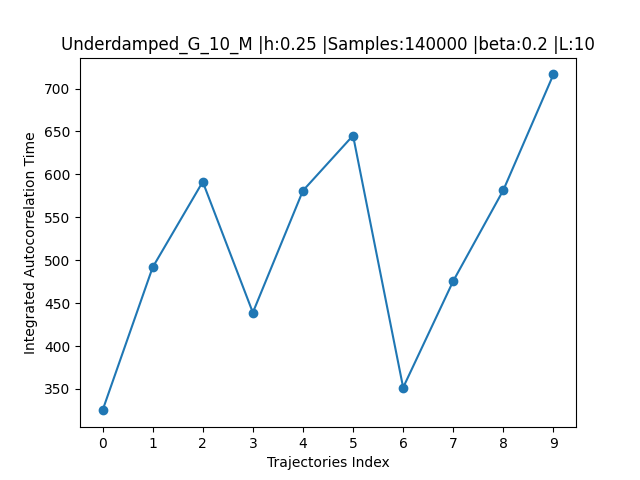 Underdamped_G_10_M |h:0.25 |Samples:140000 |beta:0.2 |L:10
700
650
600
550
500
450
400
350
Integrated Autocorrelation Time
0 1 2 3 4 5 6 7 8 9
Trajectories Index